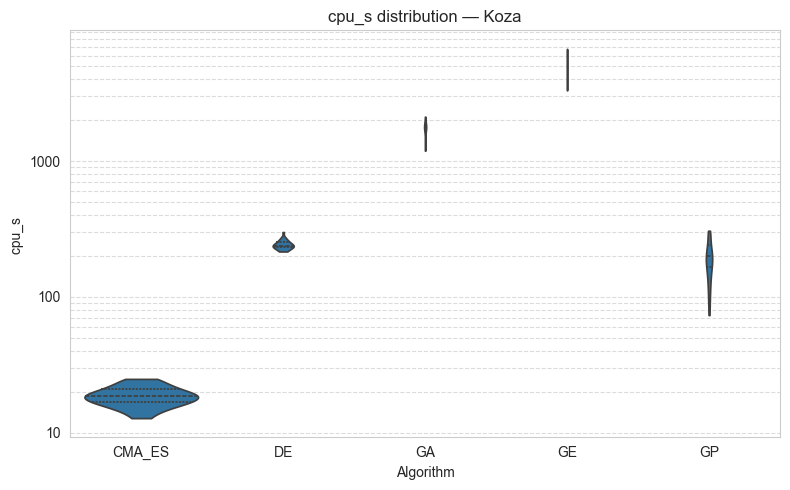 cpu_s distribution — Koza
cpu_s
1000
100
10
CMA_ES
DE
GA
GE
GP
Algorithm